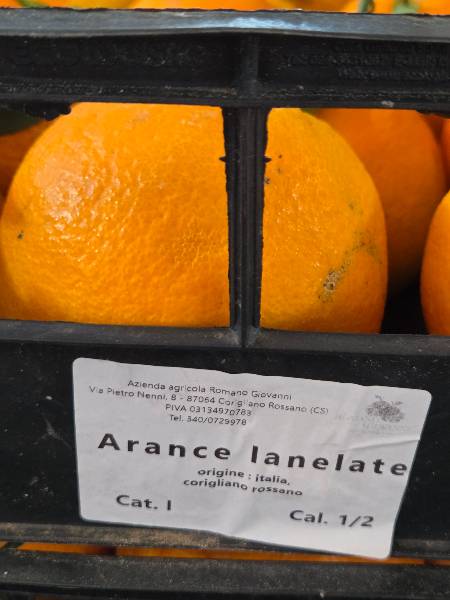 Azienda agricola Romano Giovanni
Via Pietro Nenni, 8 - 87064 Corigliano Rossano (CS)
PIVA 03134970783
Tel. 340/0729978
Arance lanelate
origine : italia,
corigliano rossano
Cat. I
Cal. 1/2